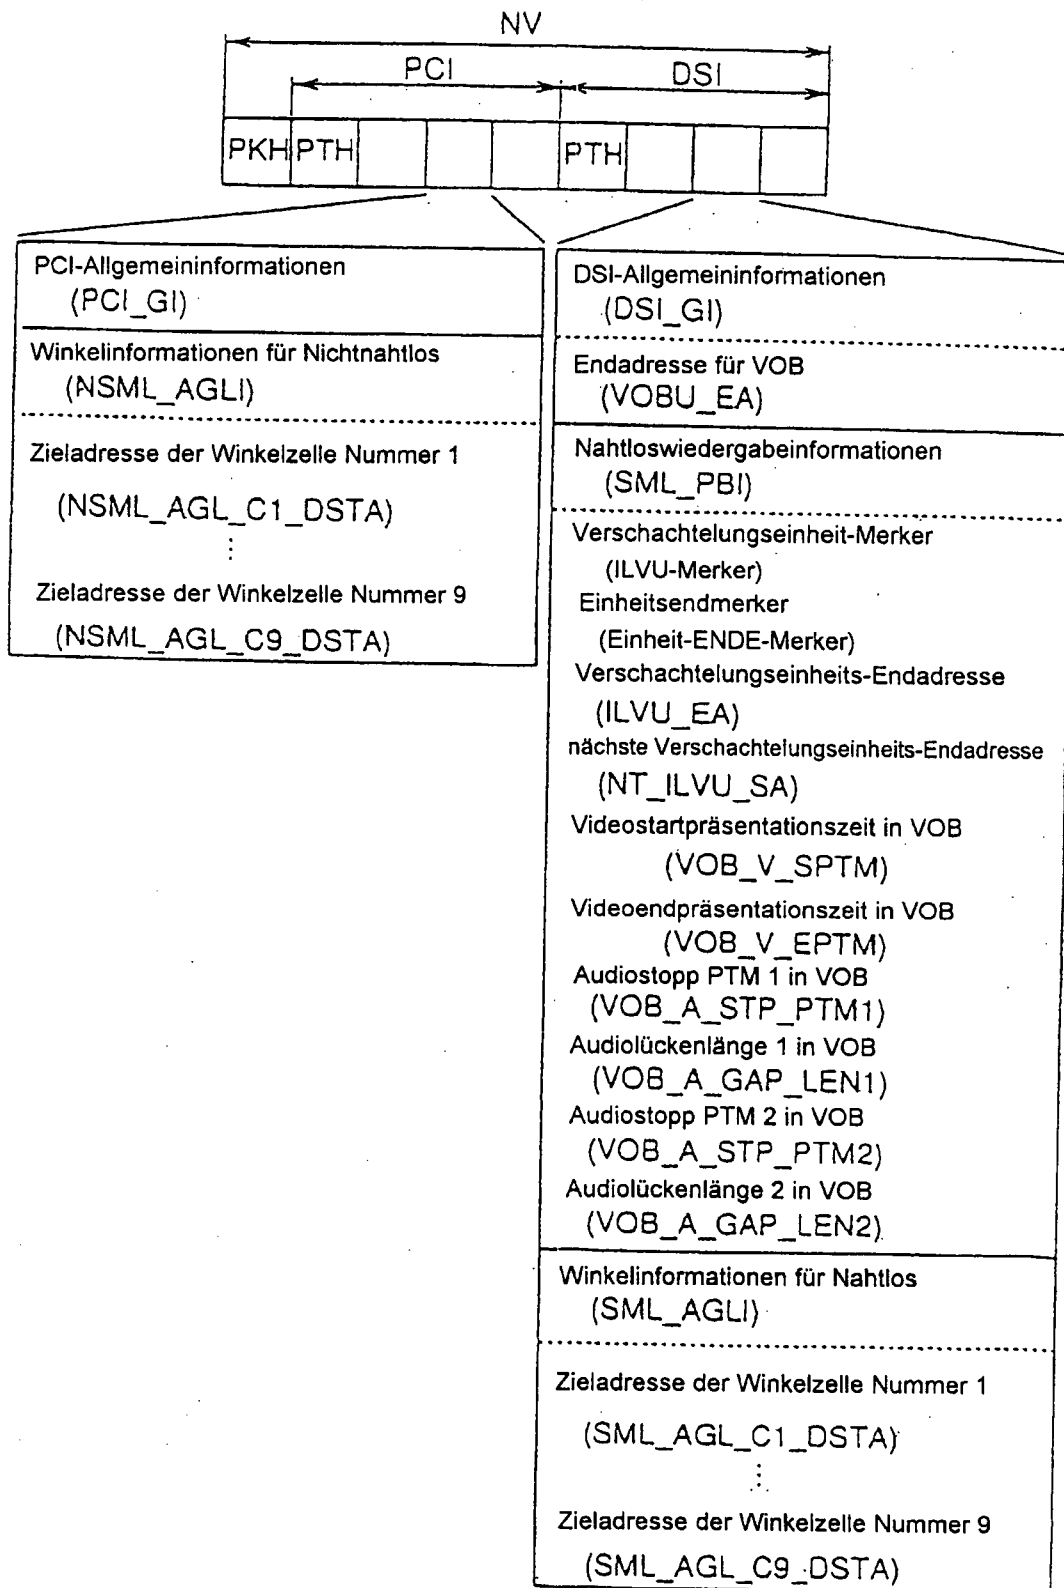 NV
PCI
DSI
PKH PTH PTH
PCI-Allgemeininformationen
(PCI_GI)
Winkelinformationen für Nichtnahtlos
(NSML_AGLI)
Zieladresse der Winkelzelle Nummer 1
(NSML_AGL_C1_DSTA)
Zieladresse der Winkelzelle Nummer 9
(NSML_AGL_C9_DSTA)
DSI-Allgemeininformationen
(DSI_GI)
Endadresse für VOB
(VOBU_EA)
Nahtloswiedergabeinformationen
(SML_PBI)
Verschachtelungseinheit-Merker
(ILVU-Merker)
Einheitsendmerker
(Einheit-ENDE-Merker)
Verschachtelungseinheits-Endadresse
(ILVU_EA)
nächste Verschachtelungseinheits-Endadresse
(NT_ILVU_SA)
Videostartpräsentationszeit in VOB
(VOB_V_SPTM)
Videoendpräsentationszeit in VOB
(VOB_V_EPTM)
Audiostopp PTM 1 in VOB
(VOB_A_STP_PTM1)
Audiolückenlänge 1 in VOB
(VOB_A_GAP_LEN1)
Audiostopp PTM 2 in VOB
(VOB_A_STP_PTM2)
Audiolückenlänge 2 in VOB
(VOB_A_GAP_LEN2)
Winkelinformationen für Nahtlos
(SML_AGLI)
Zieladresse der Winkelzelle Nummer 1
(SML_AGL_C1_DSTA)
Zieladresse der Winkelzelle Nummer 9
(SML_AGL_C9_DSTA)